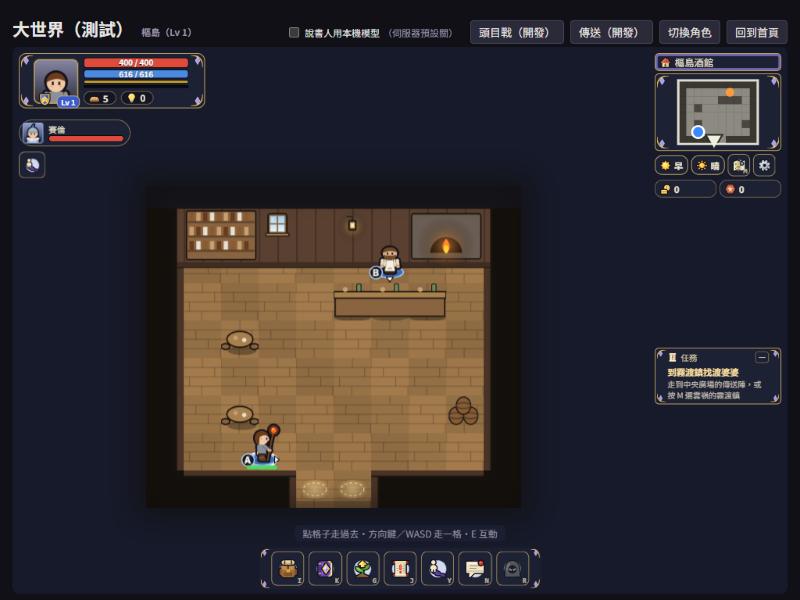 大世界（測試）
樞島（Lv 1）
說書人用本機模型 （伺服器預設關）
頭目戰（開發）
傳送（開發）
切換角色
回到首頁
400 / 400
616 / 616
Lv 1
5
0
賽倫
樞島酒館
早
晴
0
0
任務
到霧渡鎮找渡婆婆
走到中央廣場的傳送陣，或
按 M 選雲嶺的霧渡鎮
B
A
點格子走過去・方向鍵／WASD 走一格・E 互動
I
K
G
J
Y
N
R